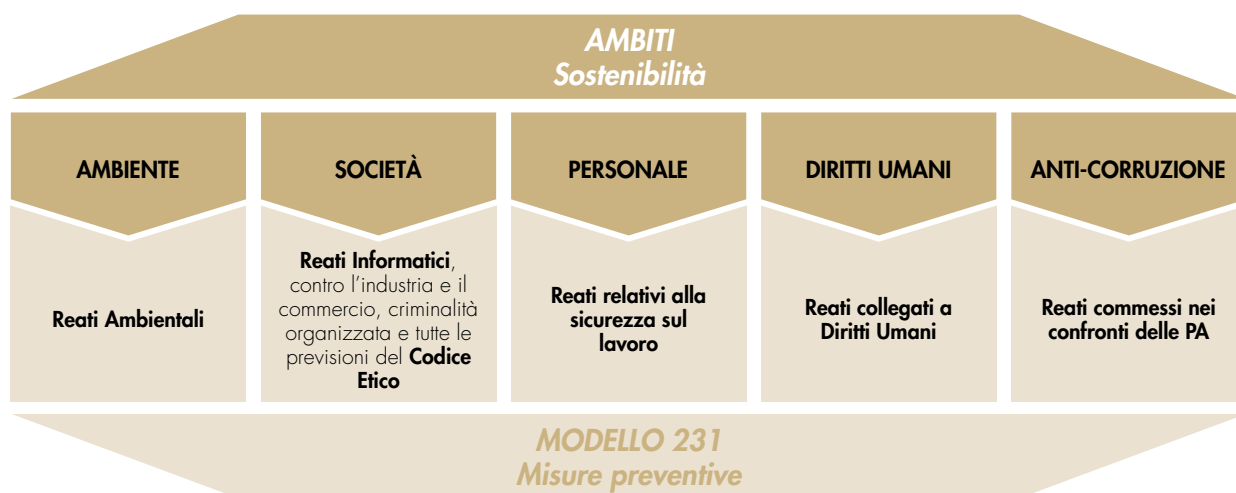 AMBITI
Sostenibilità
AMBIENTE
SOCIETÀ
PERSONALE
DIRITTI UMANI
ANTI-CORRUZIONE
Reati Ambientali
Reati Informatici,
contro l’industria e il
commercio, criminalità
organizzata e tutte le
previsioni del Codice
Etico
Reati relativi alla
sicurezza sul
lavoro
Reati collegati a
Diritti Umani
Reati commessi nei
confronti delle PA
MODELLO 231
Misure preventive